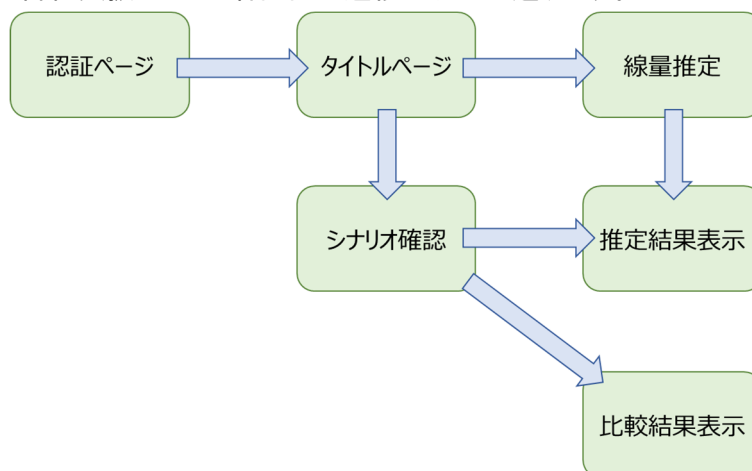 認証ページ
タイトルページ
線量推定
シナリオ確認
推定結果表示
比較結果表示